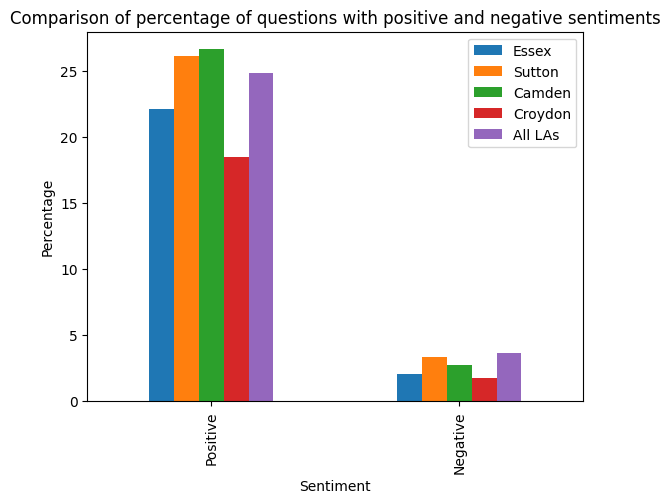 Comparison of percentage of questions with positive and negative sentiments
Essex
Sutton
Camden
Croydon
All LAs
Percentage
25
20
15
10
5
0
Positive
Negative
Sentiment